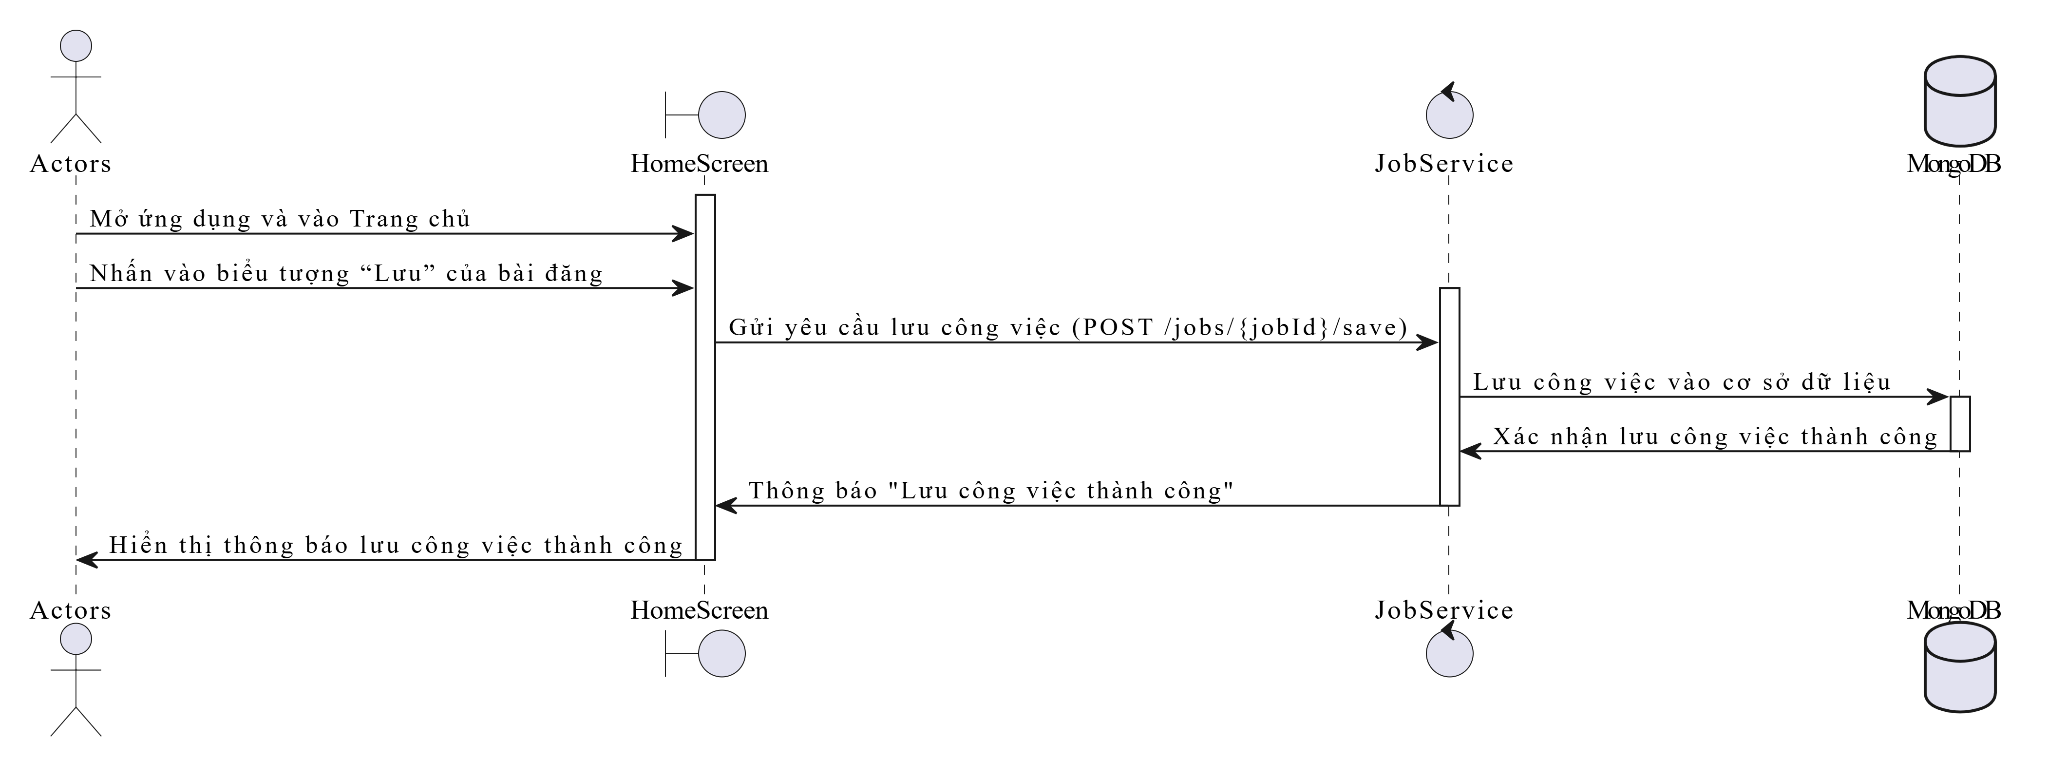 Actors
HomeScreen
JobService
MongoDB
Mở ứng dụng và vào Trang chủ
Nhấn vào biểu tượng “Lưu” của bài đăng
Gửi yêu cầu lưu công việc (POST /jobs/{jobId}/save)
Lưu công việc vào cơ sở dữ liệu
Xác nhận lưu công việc thành công
Thông báo "Lưu công việc thành công"
Hiển thị thông báo lưu công việc thành công
Actors
HomeScreen
JobService
MongoDB